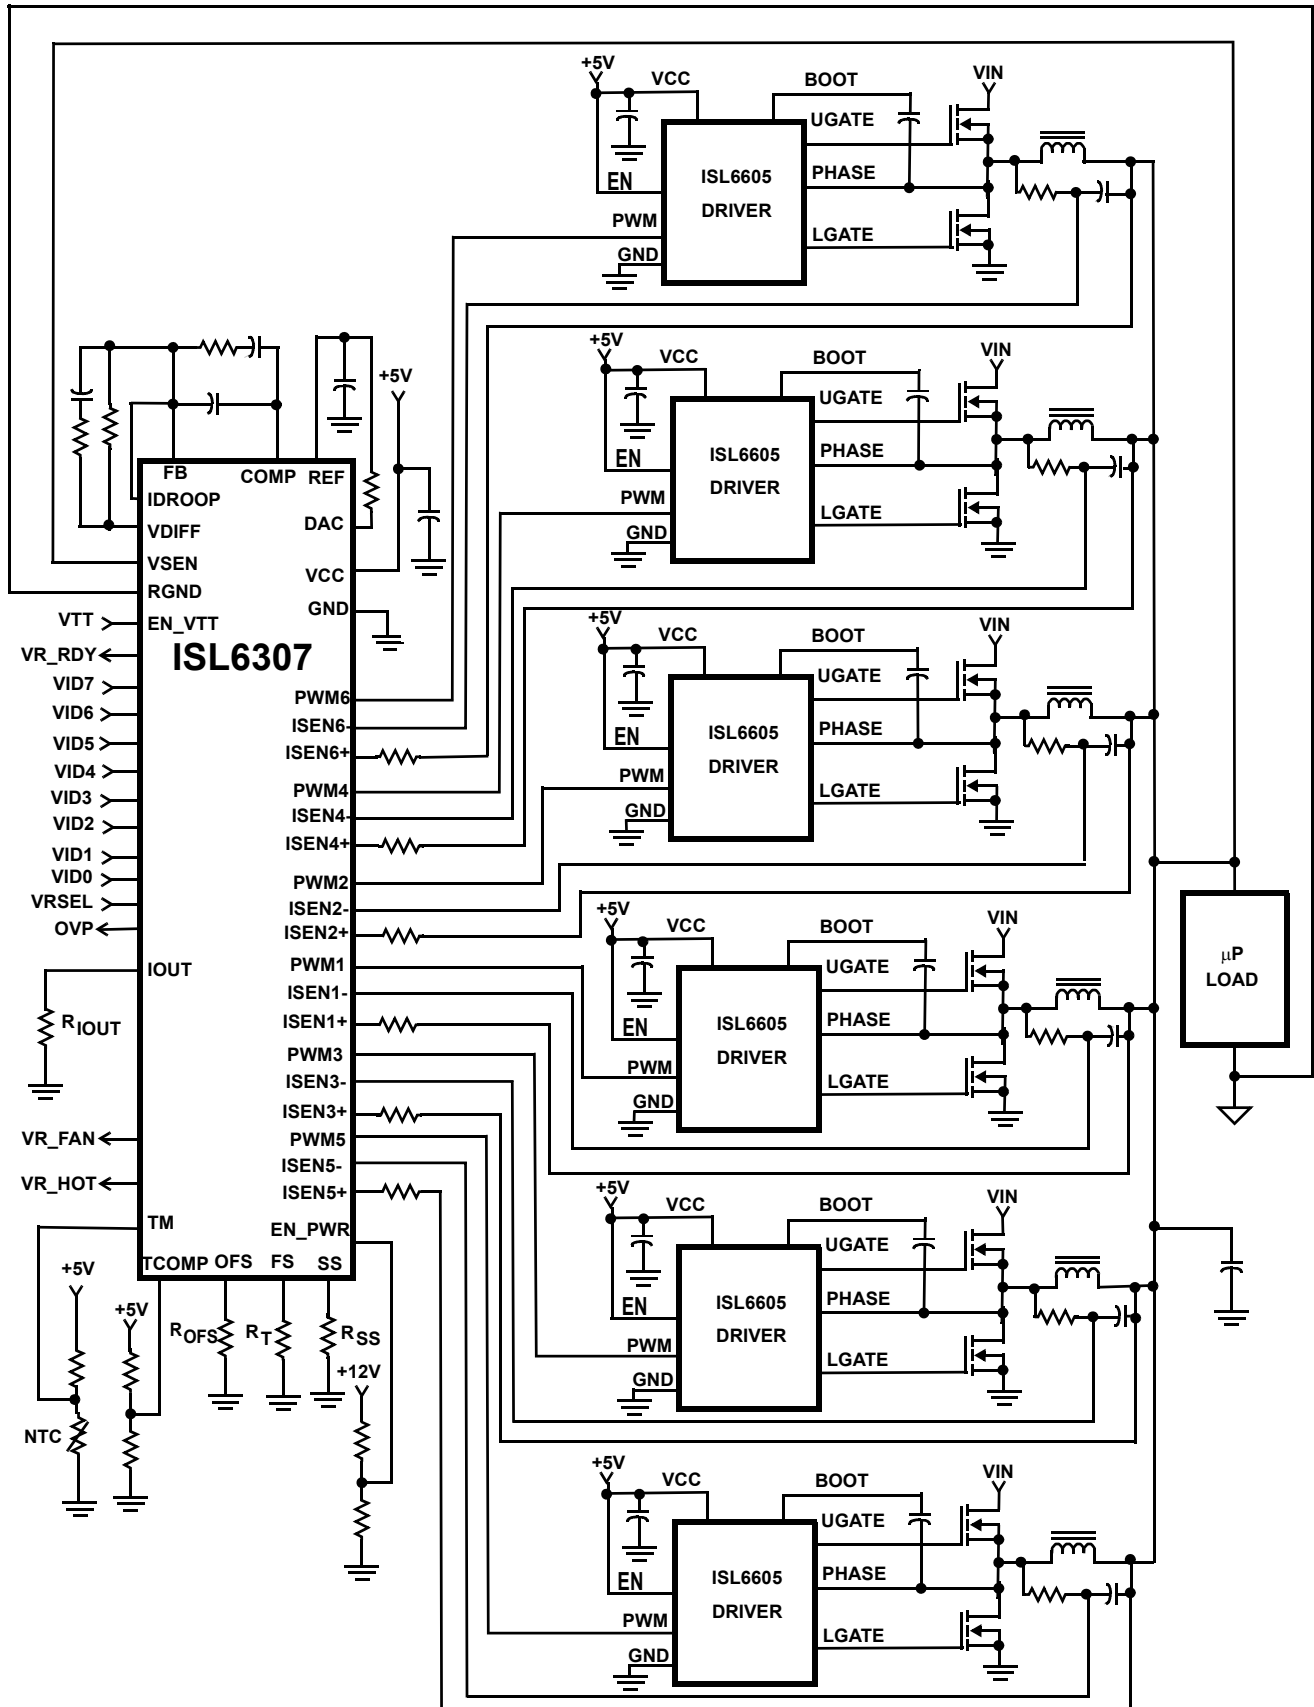 +5V
VCC
BOOT
VIN
UGATE
EN
ISL6605
DRIVER
PHASE
PWM
LGATE
GND
+5V
VCC
BOOT
VIN
UGATE
EN
ISL6605
DRIVER
PHASE
PWM
LGATE
GND
+5V
VCC
BOOT
VIN
UGATE
EN
ISL6605
DRIVER
PHASE
PWM
LGATE
GND
+5V
VCC
BOOT
VIN
UGATE
EN
ISL6605
DRIVER
PHASE
PWM
LGATE
GND
+5V
VCC
BOOT
VIN
UGATE
EN
ISL6605
DRIVER
PHASE
PWM
LGATE
GND
+5V
VCC
BOOT
VIN
UGATE
EN
ISL6605
DRIVER
PHASE
PWM
LGATE
GND
µP
LOAD
+5V
FB
COMP
REF
IDROOP
VDIFF
DAC
VSEN
VCC
RGND
GND
VTT
EN_VTT
ISL6307
VR_RDY
VID7
VID6
VID5
VID4
VID3
VID2
VID1
VID0
VRSEL
OVP
PWM6
ISEN6-
ISEN6+
PWM4
ISEN4-
ISEN4+
PWM2
ISEN2-
ISEN2+
PWM1
ISEN1-
ISEN1+
PWM3
ISEN3-
ISEN3+
PWM5
ISEN5-
ISEN5+
EN_PWR
IOUT
RIOUT
VR_FAN
VR_HOT
TM
TCOMP
OFS
FS
SS
+5V
+5V
ROFS
RT
RSS
+12V
NTC